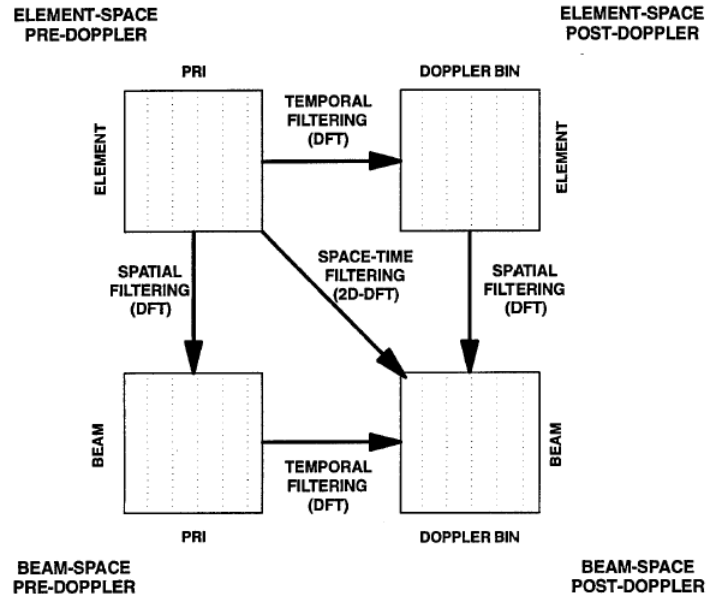 ELEMENT-SPACE
PRE-DOPPLER
ELEMENT-SPACE
POST-DOPPLER
PRI
DOPPLER BIN
ELEMENT
TEMPORAL
FILTERING
(DFT)
ELEMENT
SPATIAL
FILTERING
(DFT)
SPACE-TIME
FILTERING
(2D-DFT)
SPATIAL
FILTERING
(DFT)
BEAM
TEMPORAL
FILTERING
(DFT)
BEAM
PRI
DOPPLER BIN
BEAM-SPACE
PRE-DOPPLER
BEAM-SPACE
POST-DOPPLER